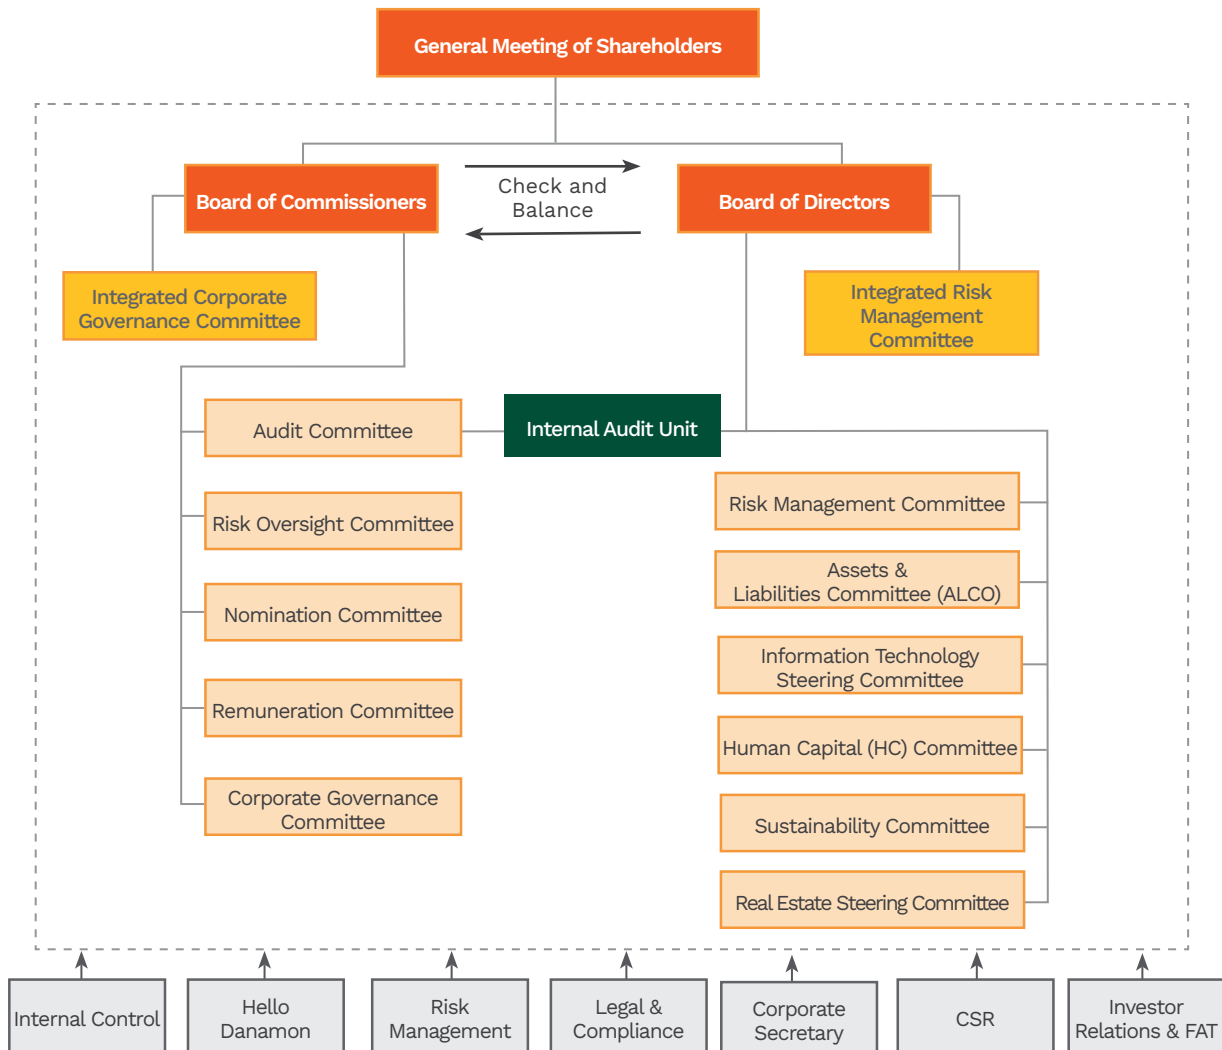 General Meeting of Shareholders
Board of Commissioners
Check and
Balance
Board of Directors
Integrated Corporate
Governance Committee
Integrated Risk
Management
Committee
Audit Committee
Internal Audit Unit
Risk Oversight Committee
Nomination Committee
Remuneration Committee
Corporate Governance
Committee
Risk Management Committee
Assets &
Liabilities Committee (ALCO)
Information Technology
Steering Committee
Human Capital (HC) Committee
Sustainability Committee
Real Estate Steering Committee
Internal Control
Hello
Danamon
Risk
Management
Legal &
Compliance
Corporate
Secretary
CSR
Investor
Relations & FAT